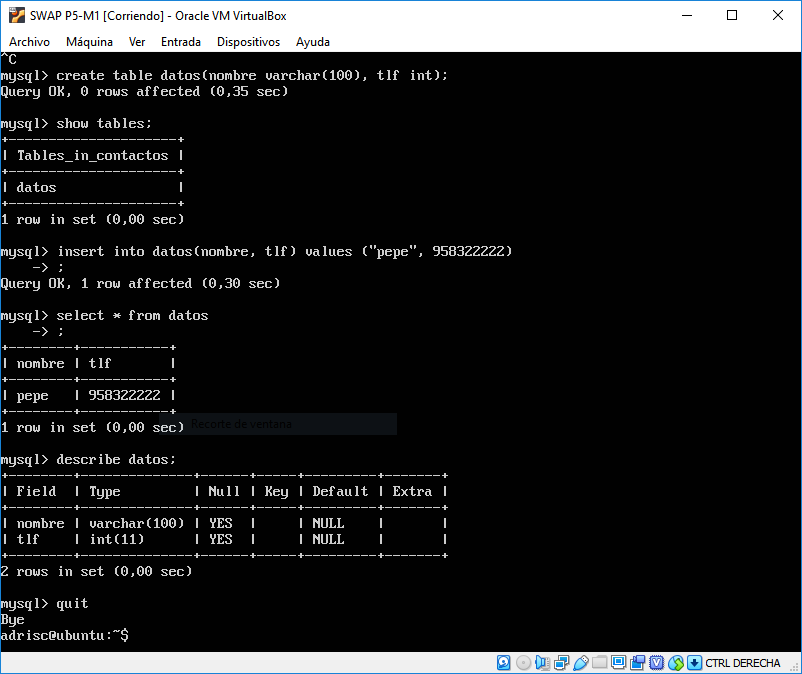 SWAP P5-M1 [Corriendo] - Oracle VM VirtualBox
Archivo Máquina Ver Entrada Dispositivos Ayuda
^C
mysql> create table datos(nombre varchar(100), tlf int);
Query OK, 0 rows affected (0,35 sec)
mysql> show tables;
+---------------------+
| Tables_in_contactos |
+---------------------+
| datos               |
+---------------------+
1 row in set (0,00 sec)
mysql> insert into datos(nombre, tlf) values ("pepe", 958322222)
    -> ;
Query OK, 1 row affected (0,30 sec)
mysql> select * from datos
    -> ;
+--------+-----------+
| nombre | tlf       |
+--------+-----------+
| pepe   | 958322222 |
+--------+-----------+
Recorte de ventana
1 row in set (0,00 sec)
mysql> describe datos;
+--------+--------------+------+-----+---------+-------+
| Field  | Type         | Null | Key | Default | Extra |
+--------+--------------+------+-----+---------+-------+
| nombre | varchar(100) | YES  |     | NULL    |       |
| tlf    | int(11)      | YES  |     | NULL    |       |
+--------+--------------+------+-----+---------+-------+
2 rows in set (0,00 sec)
mysql> quit
Bye
adrisc@ubuntu:~$
CTRL DERECHA